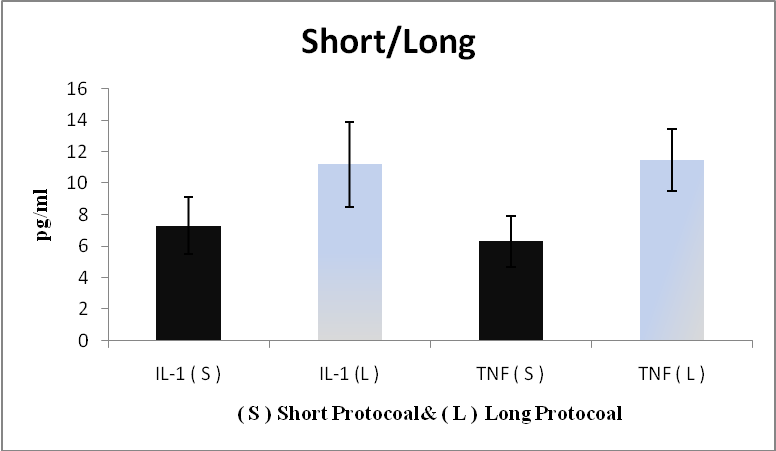 Short/Long
16
14
12
10
8
6
4
2
0
pg/ml
IL-1 ( S ) IL-1 (L ) TNF ( S ) TNF ( L )
( S ) Short Protocoal& ( L ) Long Protocoal